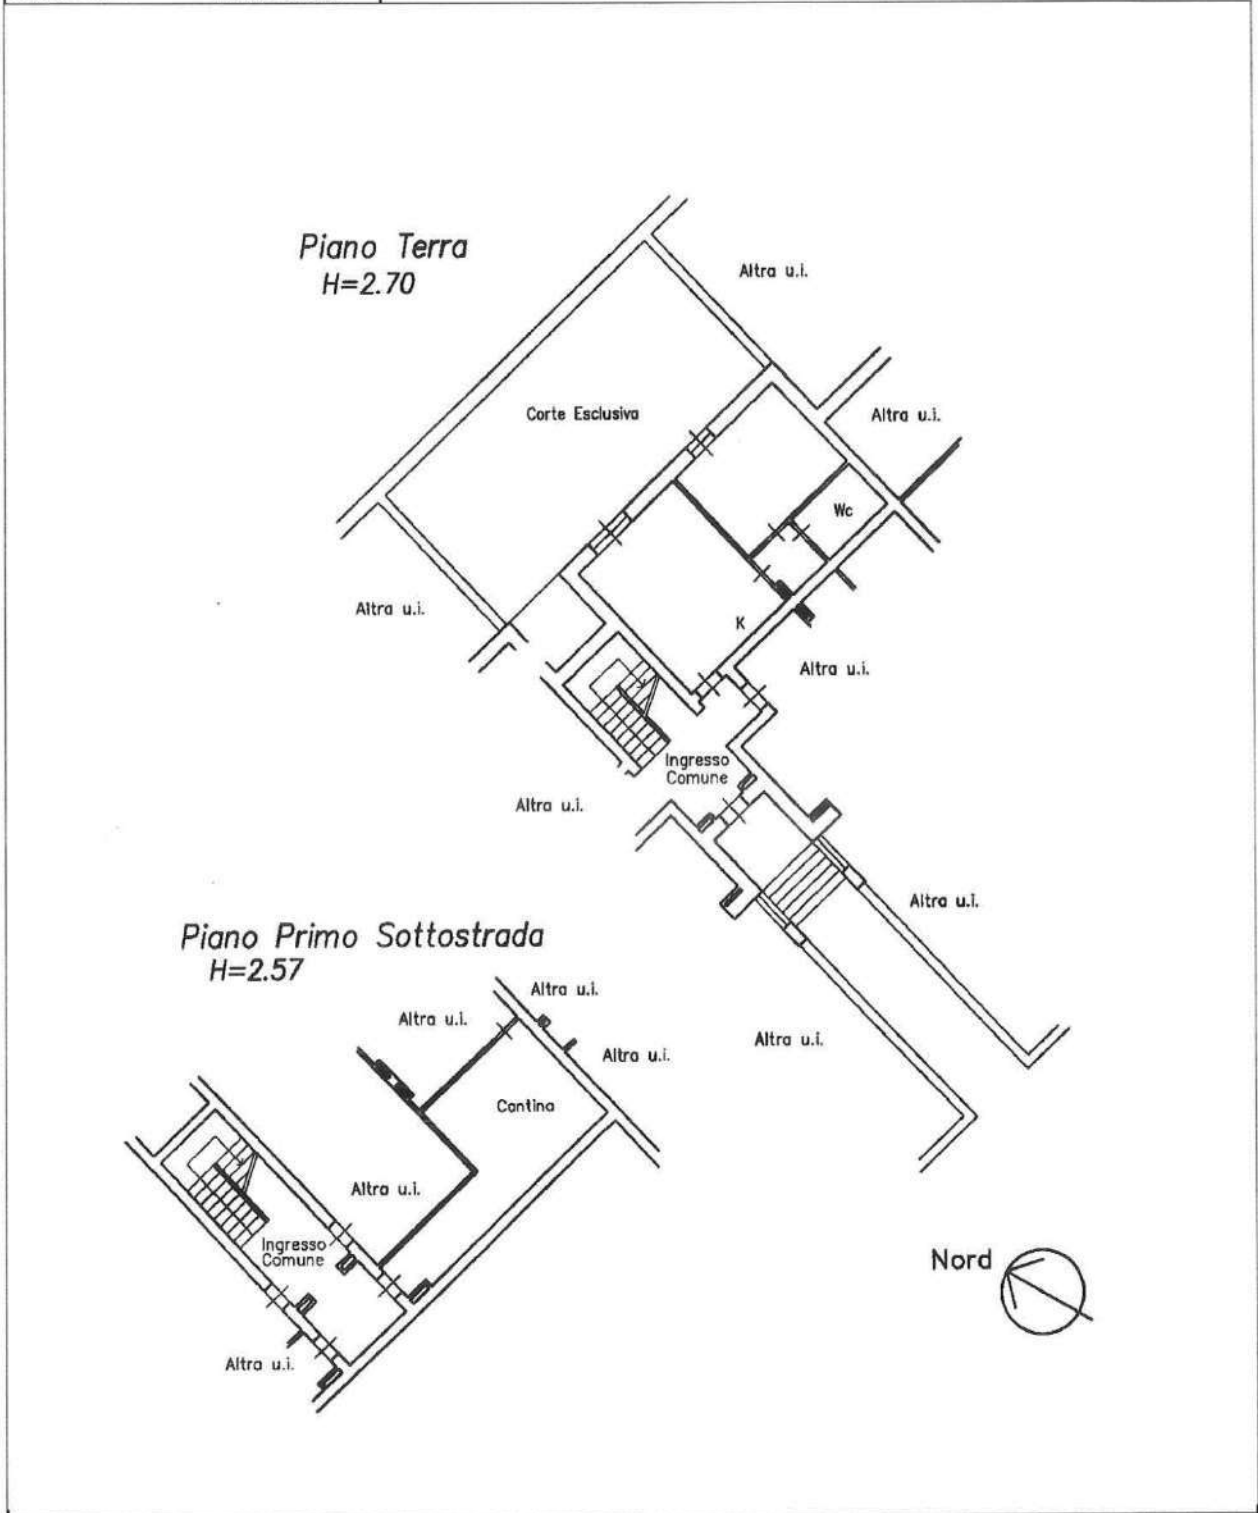 Piano Terra
H=2.70
Altra u.i.
Corte Esclusiva
Altra u.i.
Wc
Altra u.i.
K
Altra u.i.
Ingresso
Comune
Altra u.i.
Altra u.i.
Piano Primo Sottostrada
H=2.57
Altra u.i.
Altra u.i.
Altra u.i.
Altra u.i.
Cantina
Altra u.i.
Ingresso
Comune
Nord
Altra u.i.